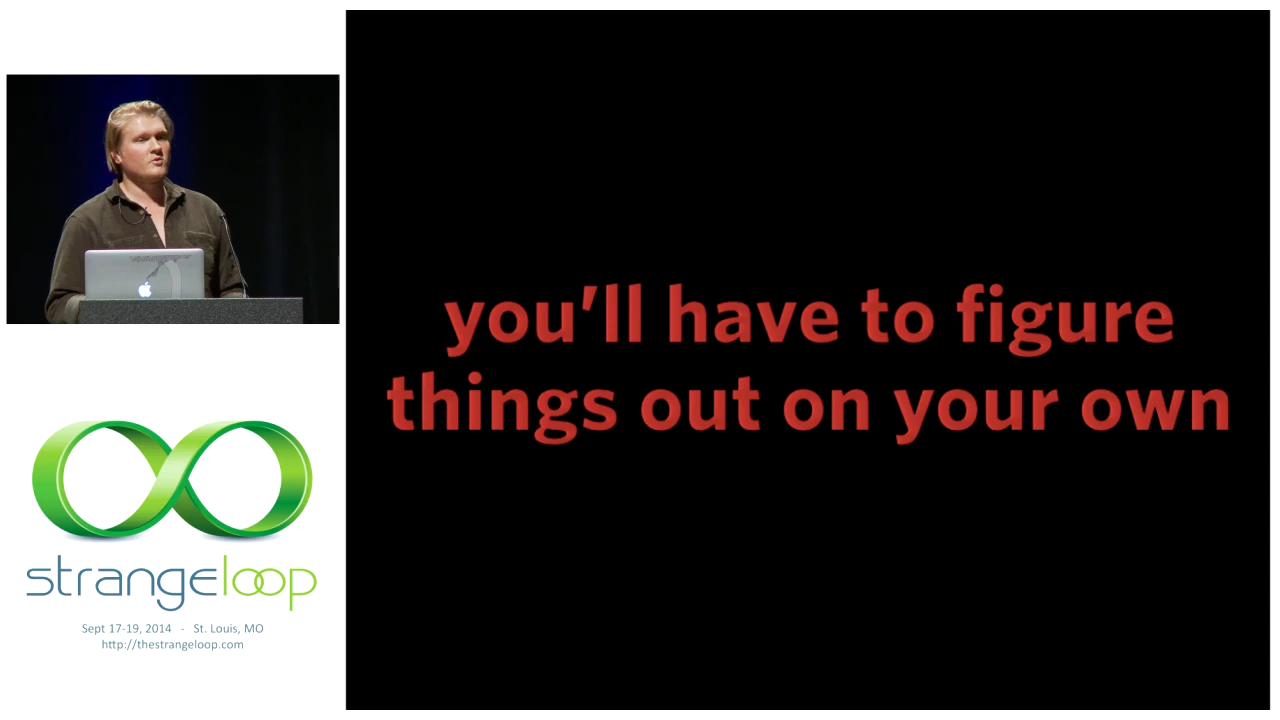 you'll have to figure
things out on your own
strangeloop
Sept 17-19, 2014 - St. Louis, MO
http://thestrangeloop.com